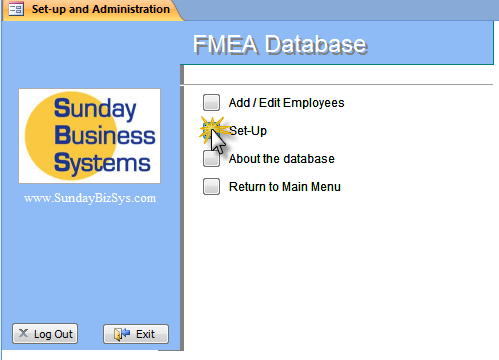 Set-up and Administration
FMEA Database
Sunday
Business
Systems
www.SundayBizSys.com
Add / Edit Employees
Set-Up
About the database
Return to Main Menu
Log Out
Exit